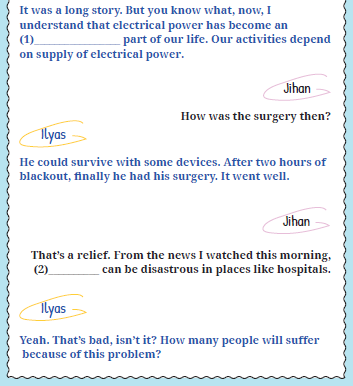 It was a long story. But you know what, now, I
understand that electrical power has become an
(1)_______________ part of our life. Our activities depend
on supply of electrical power.
Jihan
How was the surgery then?
Ilyas
He could survive with some devices. After two hours of
blackout, finally he had his surgery. It went well.
Jihan
That's a relief. From the news I watched this morning,
(2)_________ can be disastrous in places like hospitals.
Ilyas
Yeah. That's bad, isn't it? How many people will suffer
because of this problem?